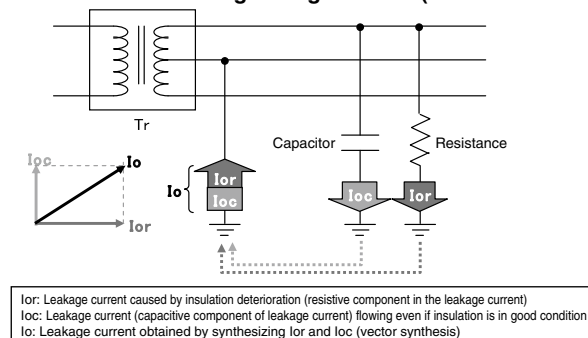 Tr
Capacitor
Resistance
Ioc
Io
Ior
Io
Ior
Ioc
Ioc
Ior
Ior: Leakage current caused by insulation deterioration (resistive component in the leakage current)
Ioc: Leakage current (capacitive component of leakage current) flowing even if insulation is in good condition
Io: Leakage current obtained by synthesizing Ior and Ioc (vector synthesis)